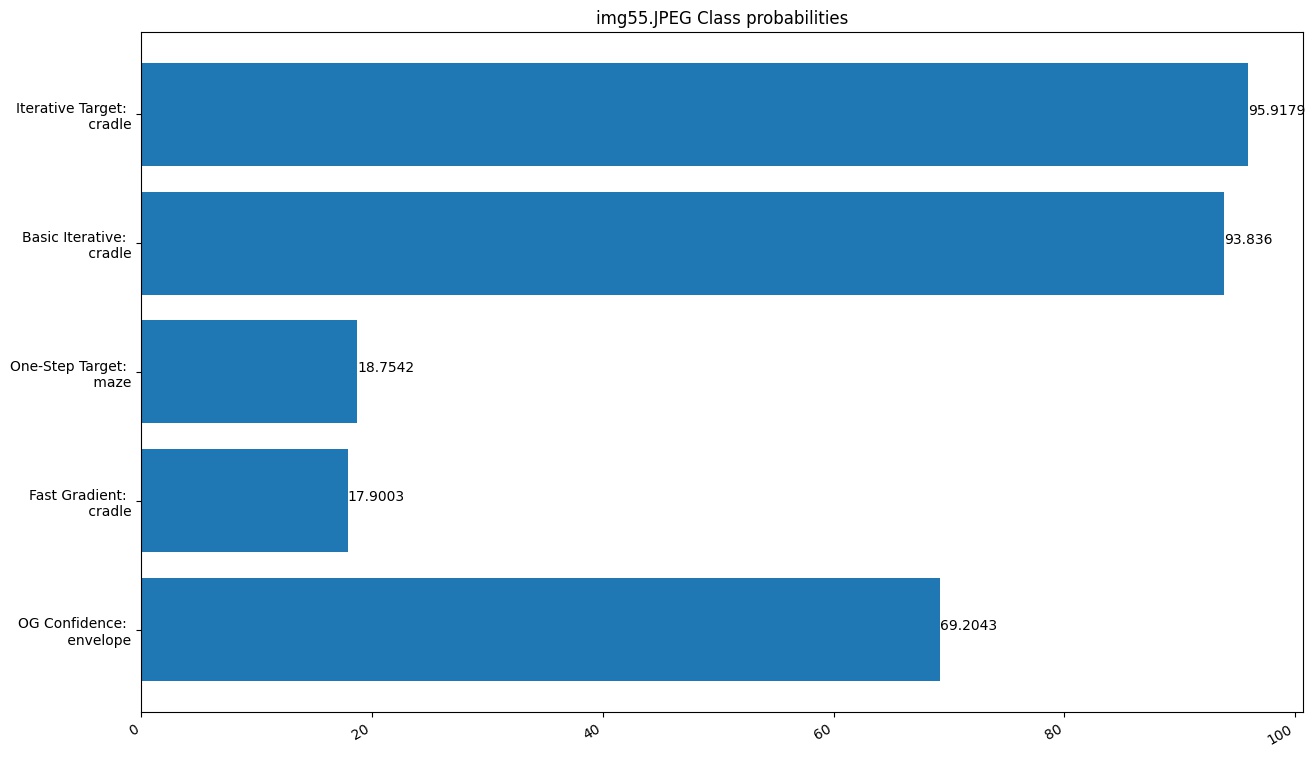 img55.JPEG Class probabilities
Iterative Target:
cradle
95.9179
Basic Iterative:
cradle
93.836
One-Step Target:
maze
18.7542
Fast Gradient:
cradle
17.9003
OG Confidence:
envelope
69.2043
0
20
40
60
80
100